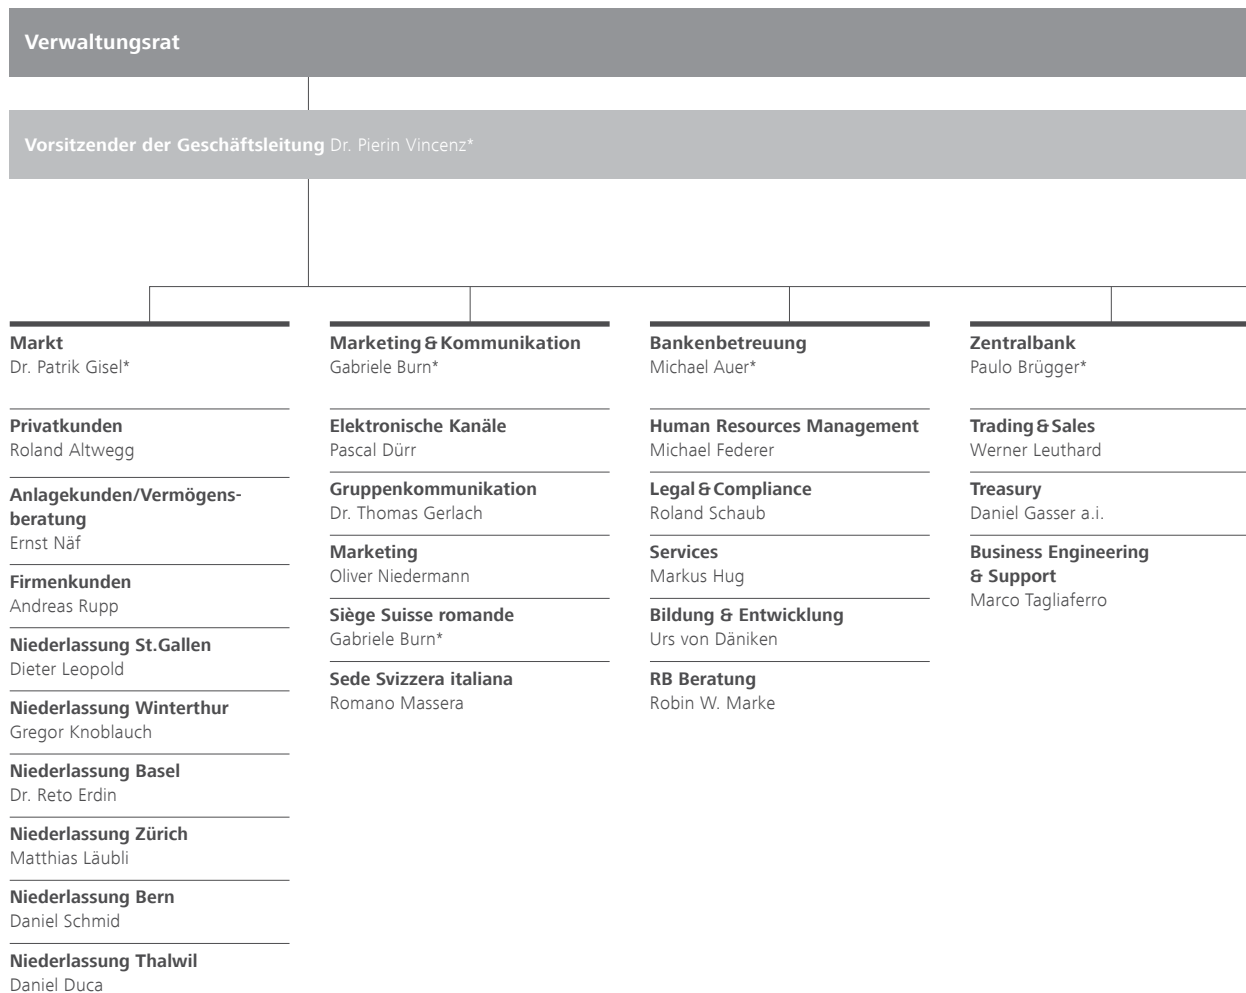 Verwaltungsrat
Vorsitzender der Geschäftsleitung Dr. Pierin Vincenz*
Markt
Dr. Patrik Gisel*
Privatkunden
Roland Altwegg
Anlagekunden/Vermögens-
beratung
Ernst Näf
Firmenkunden
Andreas Rupp
Niederlassung St.Gallen
Dieter Leopold
Niederlassung Winterthur
Gregor Knoblauch
Niederlassung Basel
Dr. Reto Erdin
Niederlassung Zürich
Matthias Läubli
Niederlassung Bern
Daniel Schmid
Niederlassung Thalwil
Daniel Duca
Marketing & Kommunikation
Gabriele Burn*
Elektronische Kanäle
Pascal Dürr
Gruppenkommunikation
Dr. Thomas Gerlach
Marketing
Oliver Niedermann
Siège Suisse romande
Gabriele Burn*
Sede Svizzera italiana
Romano Massera
Bankenbetreuung
Michael Auer*
Human Resources Management
Michael Federer
Legal & Compliance
Roland Schaub
Services
Markus Hug
Bildung & Entwicklung
Urs von Däniken
RB Beratung
Robin W. Marke
Zentralbank
Paulo Brügger*
Trading & Sales
Werner Leuthard
Treasury
Daniel Gasser a.i.
Business Engineering
& Support
Marco Tagliaferro